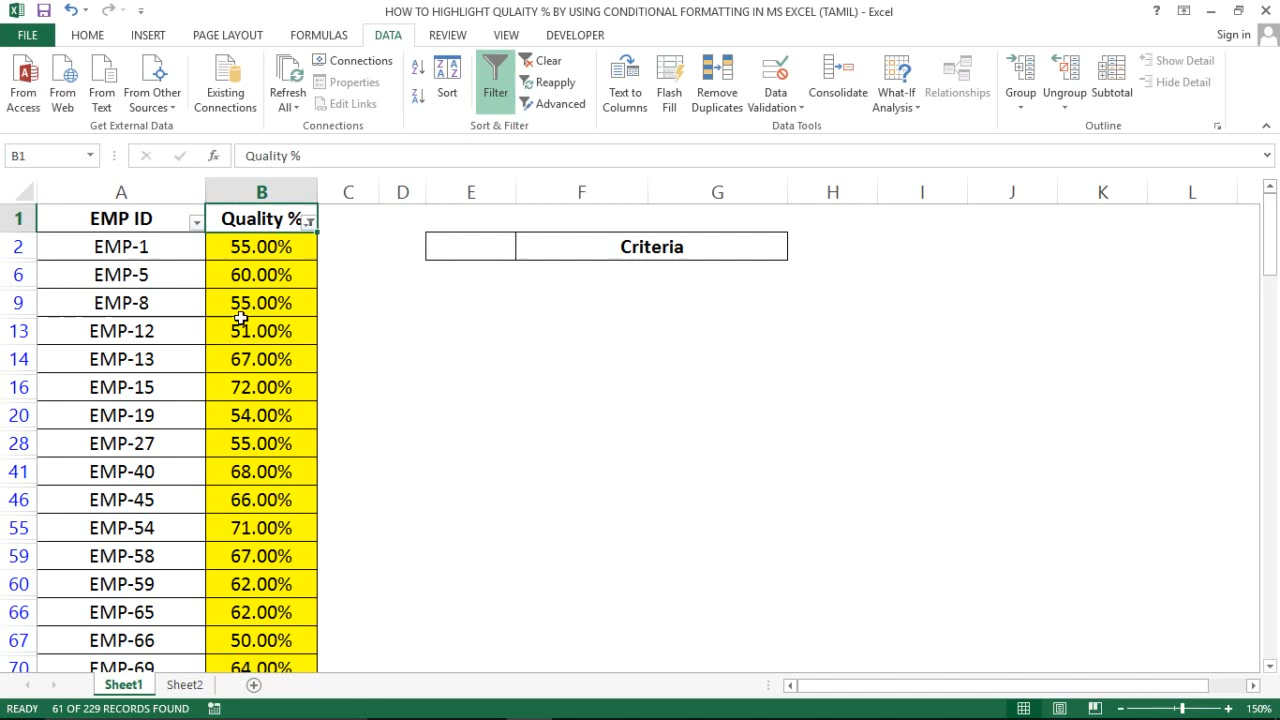 HOW TO HIGHLIGHT QULAITY % BY USING CONDITIONAL FORMATTING IN MS EXCEL (TAMIL) - Excel
FILE HOME INSERT PAGE LAYOUT FORMULAS DATA REVIEW VIEW DEVELOPER Sign in
From Access
From Web
From Text
From Other Sources
Existing Connections
Get External Data
Refresh All
Connections
Properties
Edit Links
Connections
Sort
Filter
Clear
Reapply
Advanced
Sort & Filter
Text to Columns
Flash Fill
Remove Duplicates
Data Validation
Consolidate
What-If Analysis
Relationships
Data Tools
Group
Ungroup
Subtotal
Show Detail
Hide Detail
Outline
B1 fx Quality %
A B C D E F G H I J K L
1 EMP ID Quality %
2 EMP-1 55.00% Criteria
6 EMP-5 60.00%
9 EMP-8 55.00%
13 EMP-12 51.00%
14 EMP-13 67.00%
16 EMP-15 72.00%
20 EMP-19 54.00%
28 EMP-27 55.00%
41 EMP-40 68.00%
46 EMP-45 66.00%
55 EMP-54 71.00%
59 EMP-58 67.00%
60 EMP-59 62.00%
66 EMP-65 62.00%
67 EMP-66 50.00%
70 EMP-69 64.00%
Sheet1 Sheet2
READY 61 OF 229 RECORDS FOUND 150%